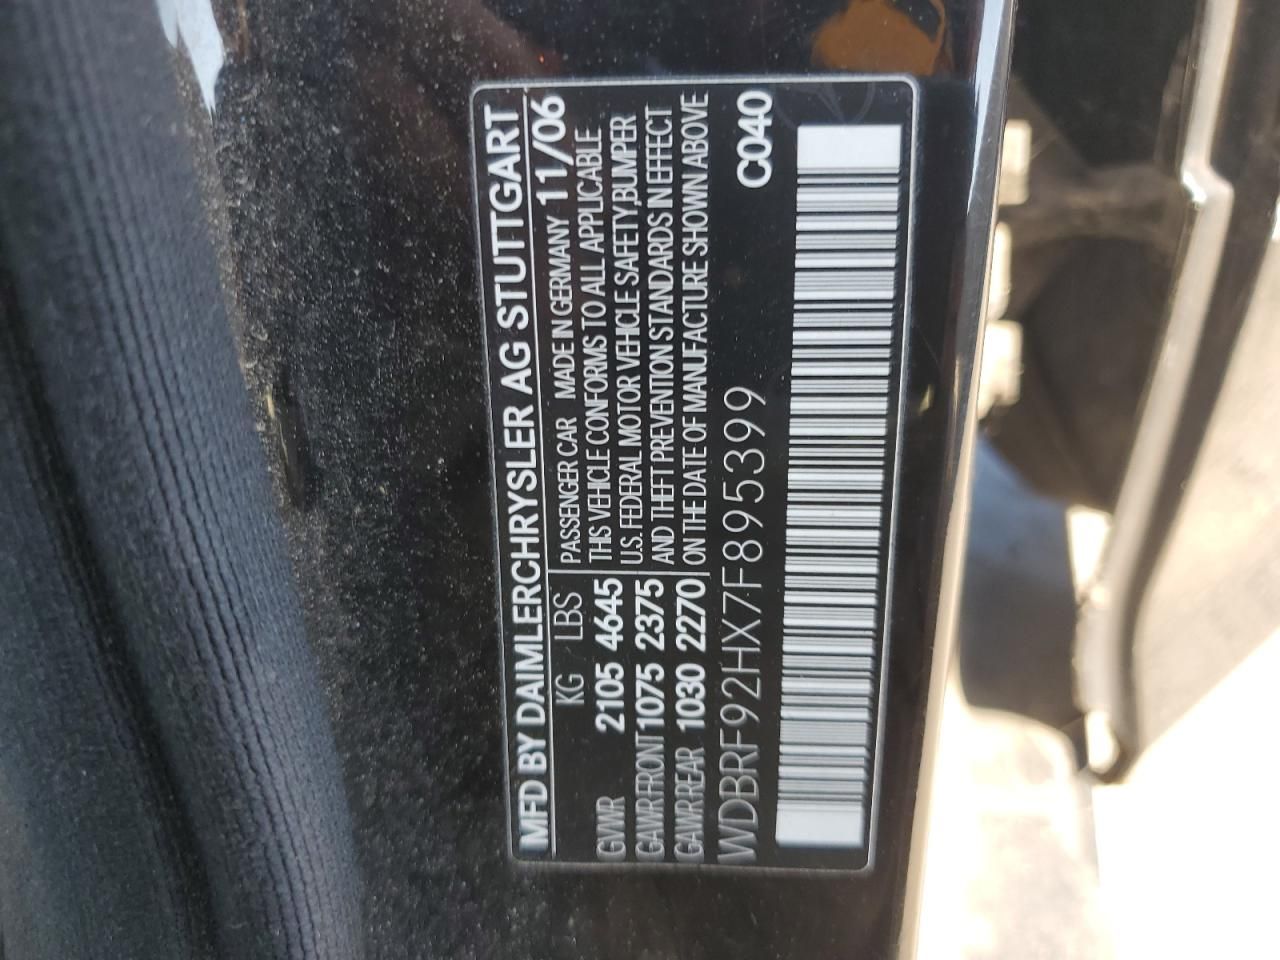 MFD BY DAIMLERCHRYSLER AG STUTTGART
KG LBS PASSENGER CAR MADE IN GERMANY 11/06
GVWR 2105 4645 THIS VEHICLE CONFORMS TO ALL APPLICABLE
U.S. FEDERAL MOTOR VEHICLE SAFETY, BUMPER
GAWR FRONT 1075 2375 AND THEFT PREVENTION STANDARDS IN EFFECT
GAWR REAR 1030 2270 ON THE DATE OF MANUFACTURE SHOWN ABOVE
WDBRF92HX7F895399 C040